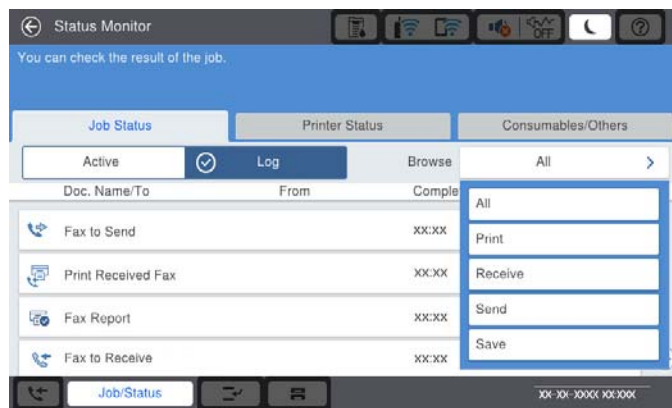 Status Monitor
OFF
?
You can check the result of the job.
Job Status Printer Status Consumables/Others
Active Log Browse All
Doc. Name/To From Comple
All
Fax to Send XX:XX
Print
Print Received Fax XX:XX
Receive
Fax Report XX:XX
Send
Save
Fax to Receive XX:XX
Job/Status XX-XX-XXXX XX:XXXX